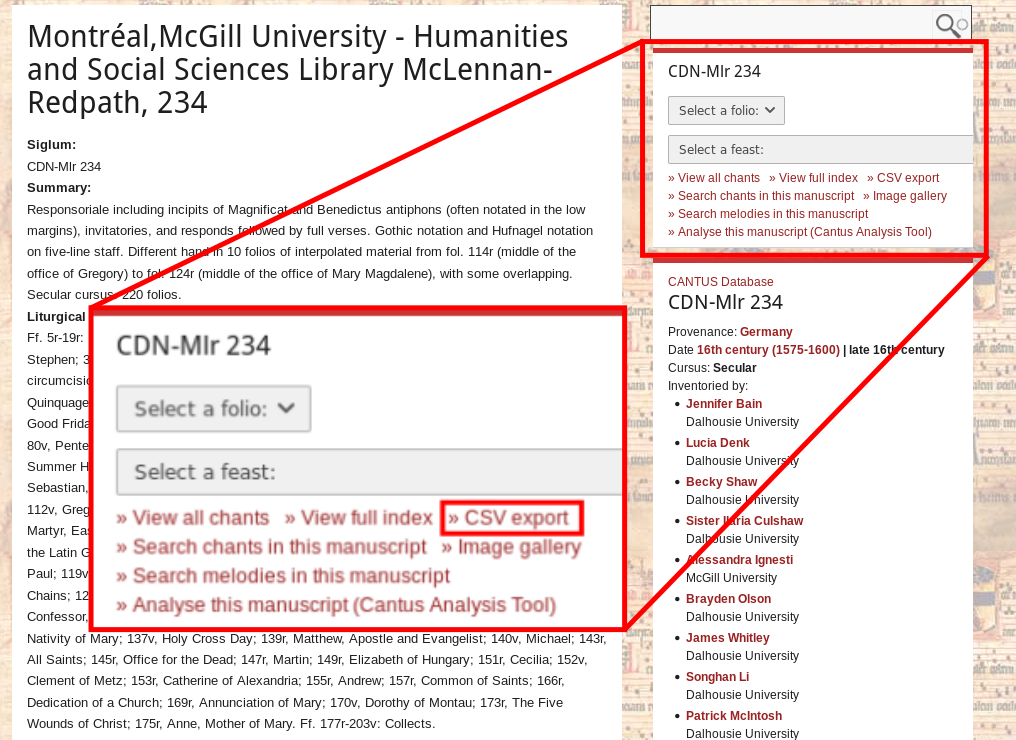 Montréal,McGill University - Humanities
and Social Sciences Library McLennan-
Redpath, 234
Siglum:
CDN-Mlr 234
Summary:
Responsoriale including incipits of Magnificat and Benedictus antiphons (often notated in the low
margins), invitatories, and responds followed by full verses. Gothic notation and Hufnagel notation
on five-line staff. Different hand in 10 folios of interpolated material from fol. 114r (middle of the
office of Gregory) to fol. 124r (middle of the office of Mary Magdalene), with some overlapping.
Secular cursus. 220 folios.
Liturgical
Ff. 5r-19r:
Stephen; 3
circumcisio
Quinquage
Good Frida
80v, Pente
Summer H
Sebastian,
112v, Greg
Martyr, Eas
the Latin G
Paul; 119v
Chains; 12
Confessor,
Nativity of Mary; 137v, Holy Cross Day; 139r, Matthew, Apostle and Evangelist; 140v, Michael; 143r,
All Saints; 145r, Office for the Dead; 147r, Martin; 149r, Elizabeth of Hungary; 151r, Cecilia; 152v,
Clement of Metz; 153r, Catherine of Alexandria; 155r, Andrew; 157r, Common of Saints; 166r,
Dedication of a Church; 169r, Annunciation of Mary; 170v, Dorothy of Montau; 173r, The Five
Wounds of Christ; 175r, Anne, Mother of Mary. Ff. 177r-203v: Collects.
CDN-Mlr 234
Select a folio:
Select a feast:
» View all chants » View full index » CSV export
» Search chants in this manuscript » Image gallery
» Search melodies in this manuscript
» Analyse this manuscript (Cantus Analysis Tool)
CDN-Mlr 234
Select a folio:
Select a feast:
» View all chants » View full index » CSV export
» Search chants in this manuscript » Image gallery
» Search melodies in this manuscript
» Analyse this manuscript (Cantus Analysis Tool)
CANTUS Database
CDN-Mlr 234
Provenance: Germany
Date 16th century (1575-1600) | late 16th century
Cursus: Secular
Inventoried by:
• Jennifer Bain
Dalhousie University
• Lucia Denk
Dalhousie University
• Becky Shaw
Dalhousie University
• Sister Ilaria Culshaw
Dalhousie University
• Alessandra Ignesti
McGill University
• Brayden Olson
Dalhousie University
• James Whitley
Dalhousie University
• Songhan Li
Dalhousie University
• Patrick McIntosh
Dalhousie University